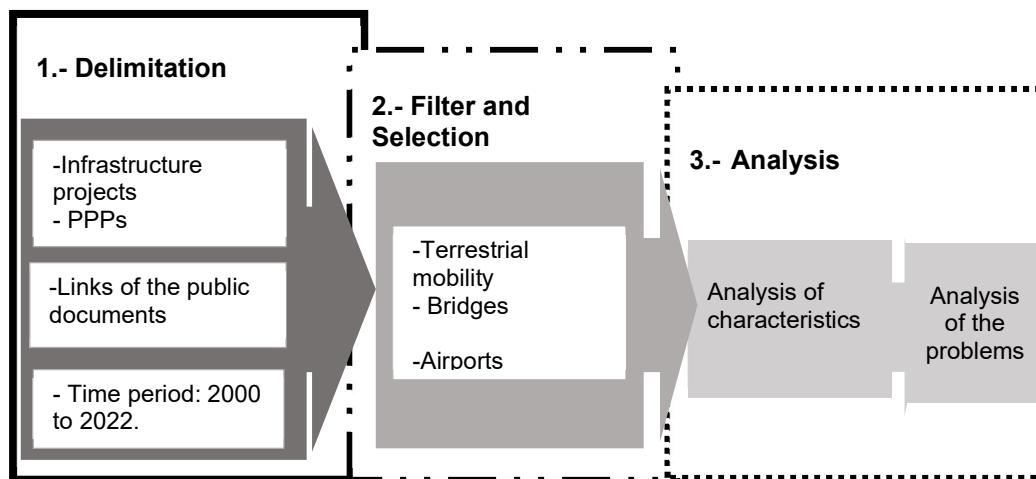 1.- Delimitation
-Infrastructure
projects
- PPPs
-Links of the public
documents
- Time period: 2000
to 2022.
2.- Filter and
Selection
-Terrestrial
mobility
- Bridges
-Airports
3.- Analysis
Analysis of
characteristics
Analysis
of the
problems